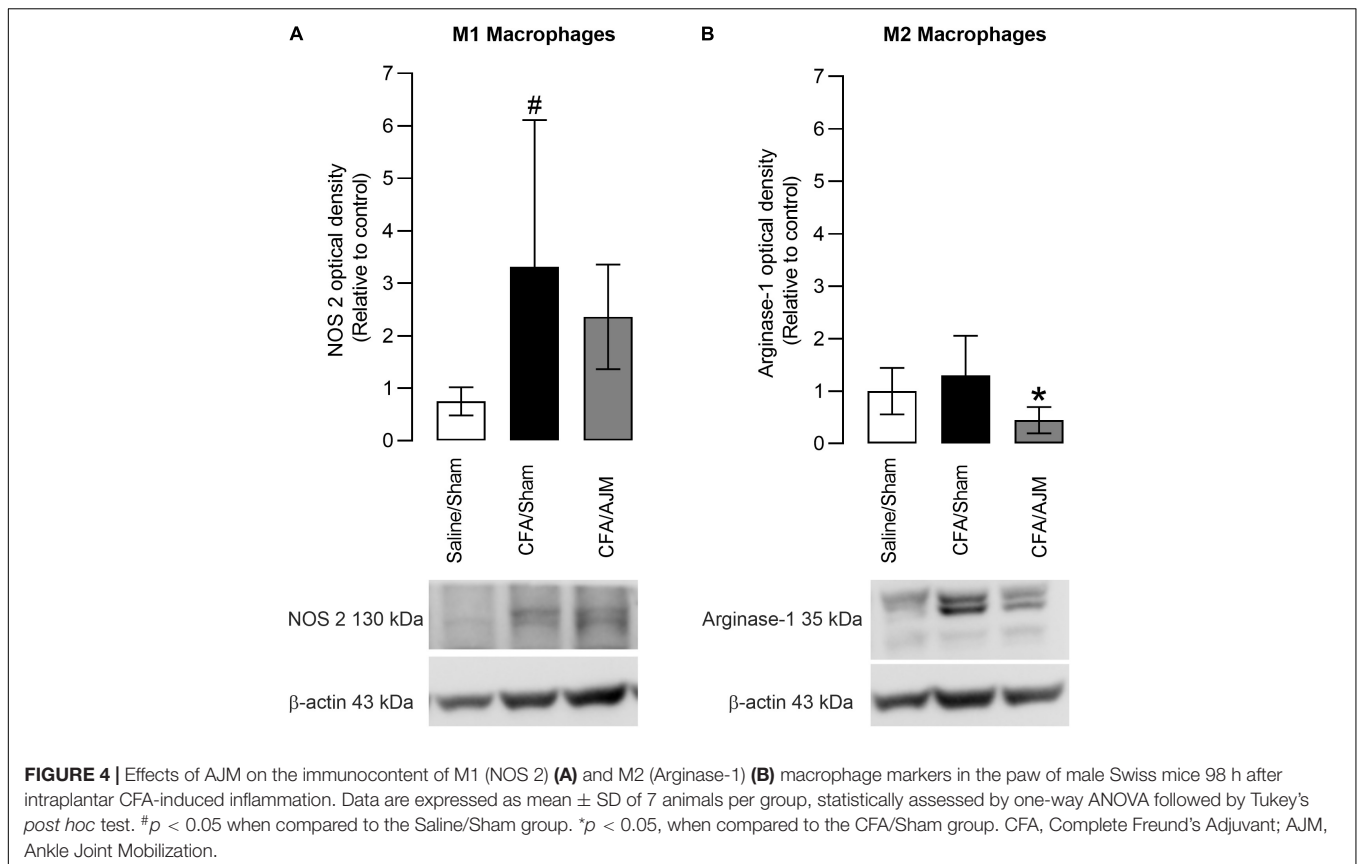 A
M1 Macrophages
NOS 2 optical density
(Relative to control)
7
6
5
4
3
2
1
0
#
Saline/Sham
CFA/Sham
CFA/AJM
NOS 2 130 kDa
β-actin 43 kDa
B
M2 Macrophages
Arginase-1 optical density
(Relative to control)
7
6
5
4
3
2
1
0
*
Saline/Sham
CFA/Sham
CFA/AJM
Arginase-1 35 kDa
β-actin 43 kDa
FIGURE 4 | Effects of AJM on the immunocontent of M1 (NOS 2) (A) and M2 (Arginase-1) (B) macrophage markers in the paw of male Swiss mice 98 h after
intraplantar CFA-induced inflammation. Data are expressed as mean ± SD of 7 animals per group, statistically assessed by one-way ANOVA followed by Tukey's
post hoc test. #p < 0.05 when compared to the Saline/Sham group. *p < 0.05, when compared to the CFA/Sham group. CFA, Complete Freund's Adjuvant; AJM,
Ankle Joint Mobilization.